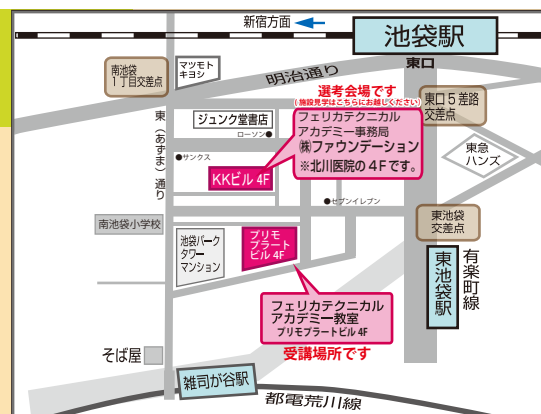 新宿方面
池袋駅
東口
マツモト
キヨシ
南池袋
1丁目交差点
明治通り
選考会場です
(施設見学はこちらにお越しください)
フェリカテクニカル
アカデミー事務局
㈱ファウンデーション
※北川医院の4Fです。
東口5差路
交差点
ジュンク堂書店
ローソン●
東(あずま)通り
●サンクス
KKビル 4F
東急
ハンズ
●セブンイレブン
南池袋小学校
東池袋
交差点
池袋パーク
タワー
マンション
プリモ
プラート
ビル 4F
東池袋駅
有楽町線
フェリカテクニカル
アカデミー教室
プリモプラートビル 4F
受講場所です
そば屋
雑司が谷駅
都電荒川線